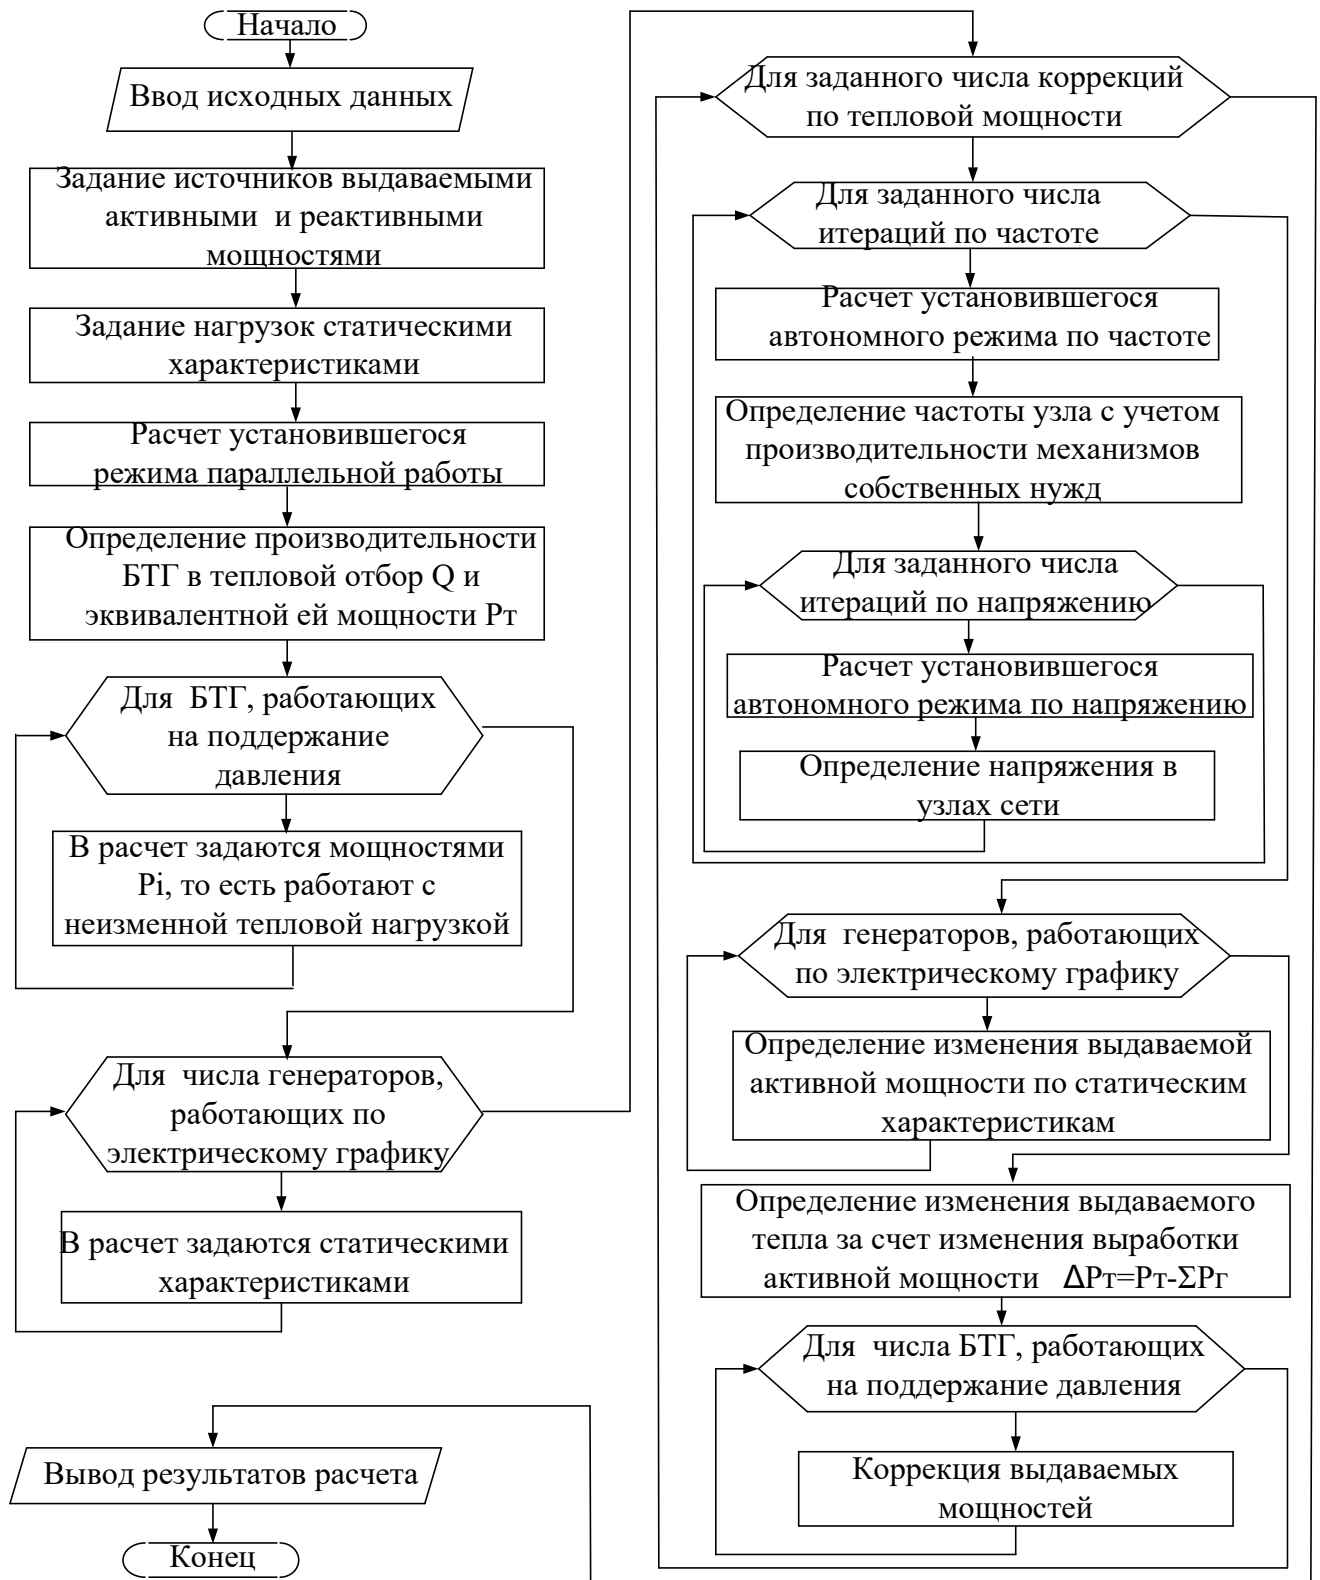 Начало
Ввод исходных данных
Задание источников выдаваемыми
активными и реактивными
мощностями
Задание нагрузок статическими
характеристиками
Расчет установившегося
режима параллельной работы
Определение производительности
БТГ в тепловой отбор Q и
эквивалентной ей мощности Рт
Для БТГ, работающих
на поддержание
давления
В расчет задаются мощностями
Pi, то есть работают с
неизменной тепловой нагрузкой
Для числа генераторов,
работающих по
электрическому графику
В расчет задаются статическими
характеристиками
Для заданного числа коррекций
по тепловой мощности
Для заданного числа
итераций по частоте
Расчет установившегося
автономного режима по частоте
Определение частоты узла с учетом
производительности механизмов
собственных нужд
Для заданного числа
итераций по напряжению
Расчет установившегося
автономного режима по напряжению
Определение напряжения в
узлах сети
Для генераторов, работающих
по электрическому графику
Определение изменения выдаваемой
активной мощности по статическим
характеристикам
Определение изменения выдаваемого
тепла за счет изменения выработки
активной мощности ΔРт=Рт-ΣРг
Для числа БТГ, работающих
на поддержание давления
Коррекция выдаваемых
мощностей
Вывод результатов расчета
Конец